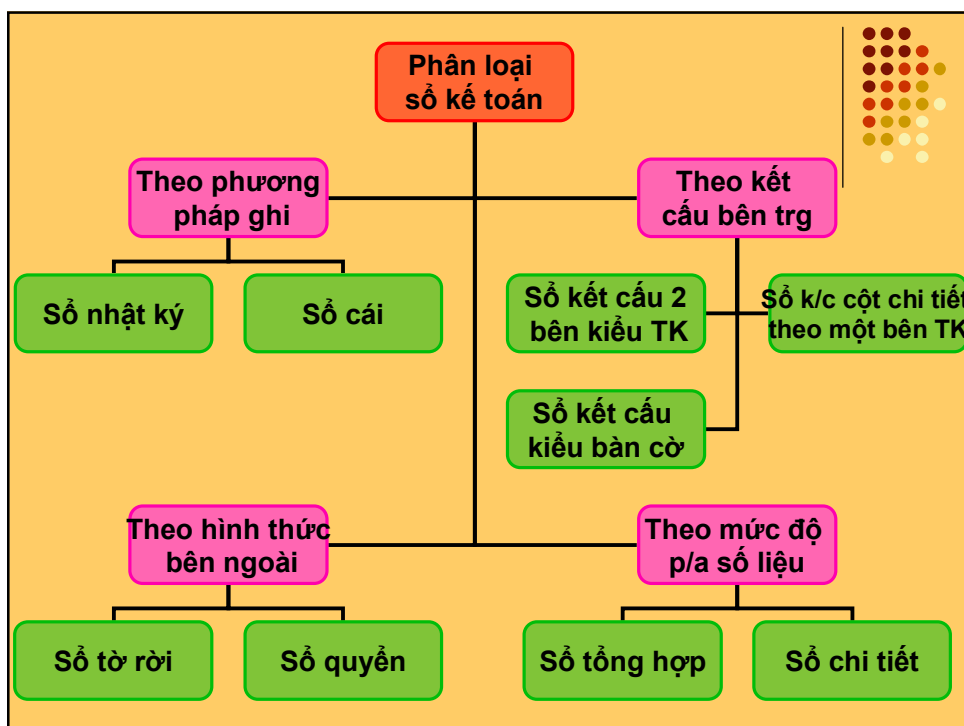 Phân loại
sổ kế toán
Theo phương
pháp ghi
Theo kết
cấu bên trg
Sổ nhật ký
Sổ cái
Sổ kết cấu 2
bên kiểu TK
Sổ k/c cột chi tiết
theo một bên TK
Sổ kết cấu
kiểu bàn cờ
Theo hình thức
bên ngoài
Theo mức độ
p/a số liệu
Sổ tờ rời
Sổ quyển
Sổ tổng hợp
Sổ chi tiết